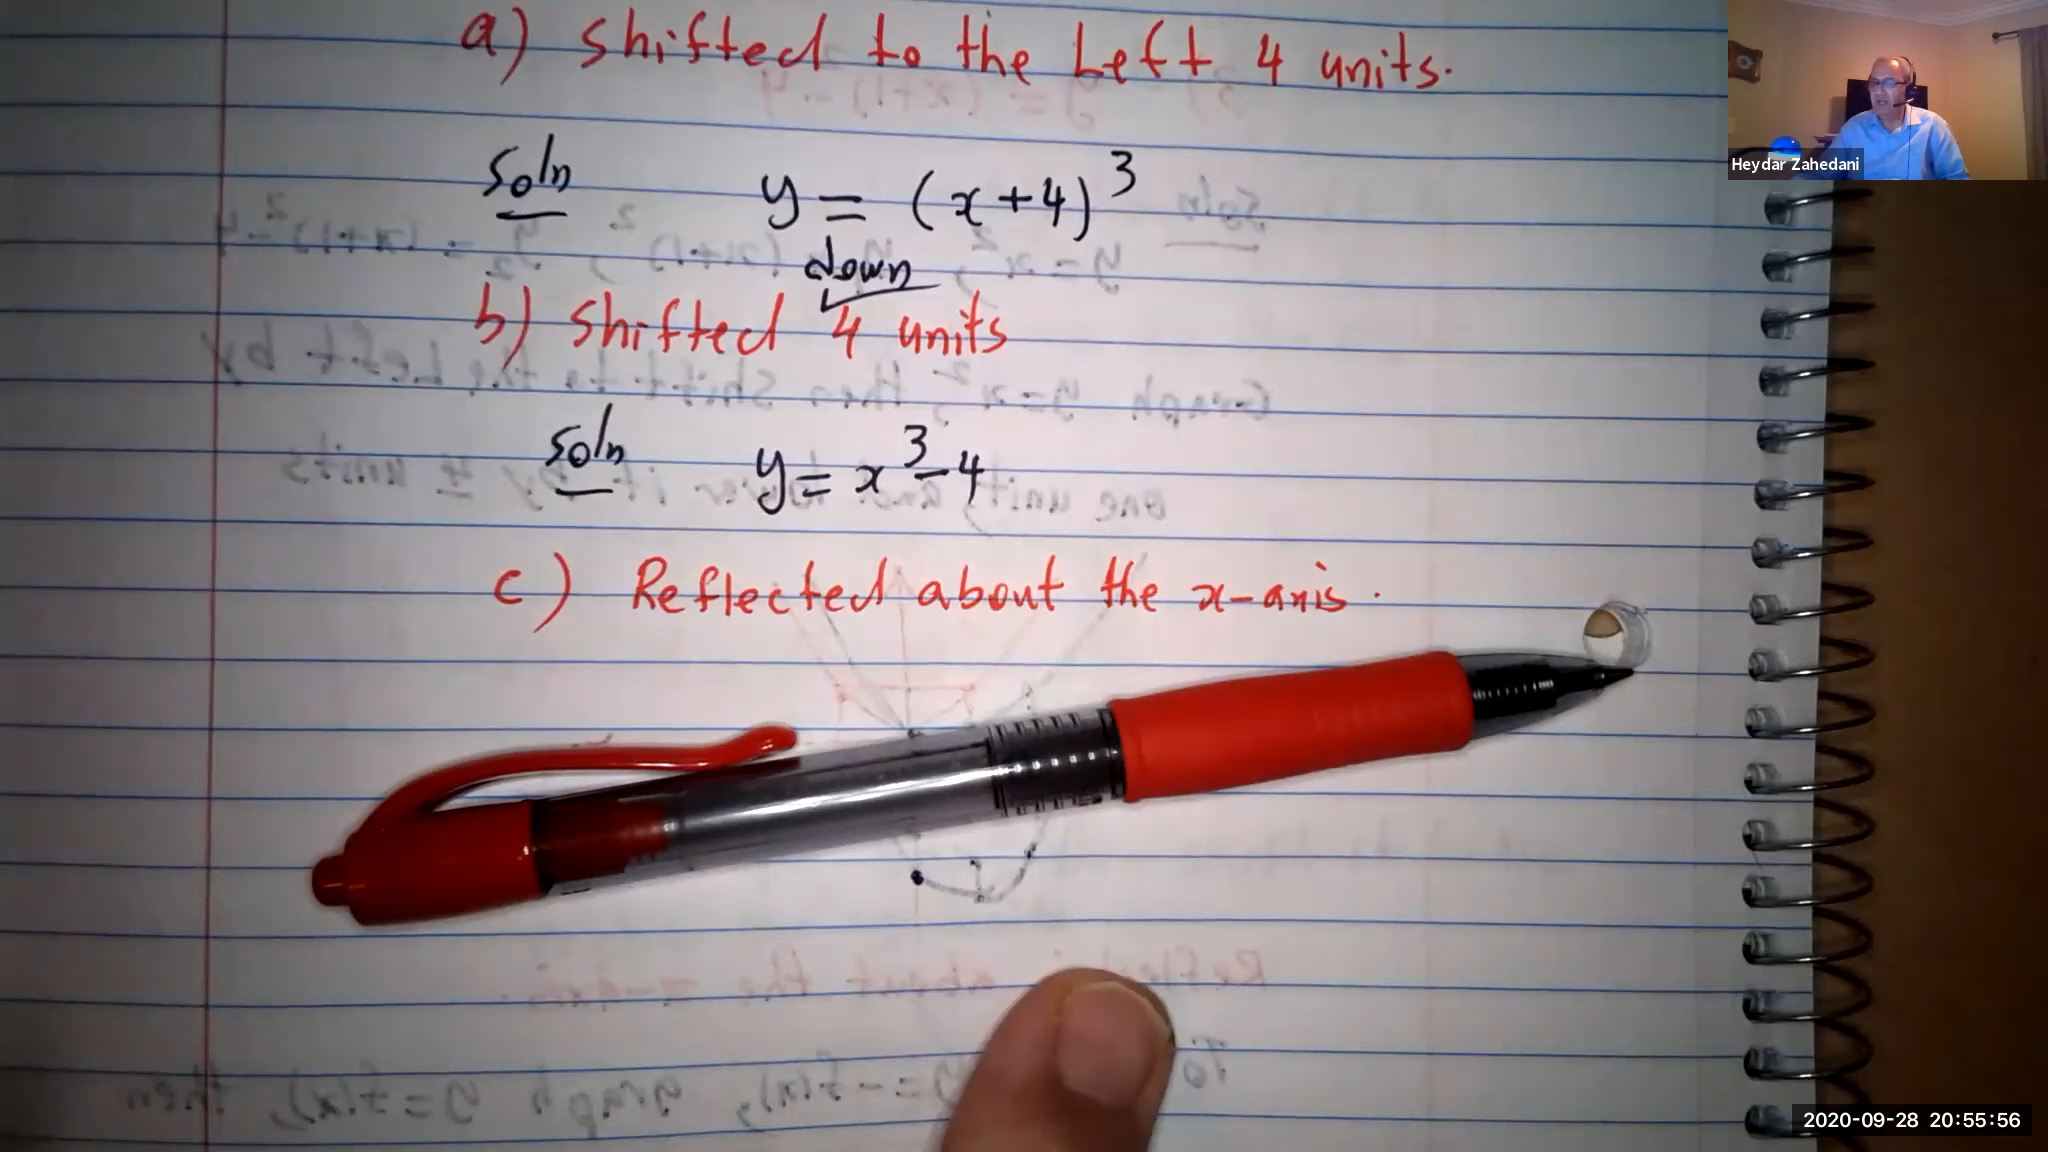 a) shifted to the Left 4 units.
Heydar Zahedani
soln y = (x+4)³
down
b) shifted 4 units
soln y = x³-4
c) Reflected about the x-axis.
2020-09-28 20:55:56